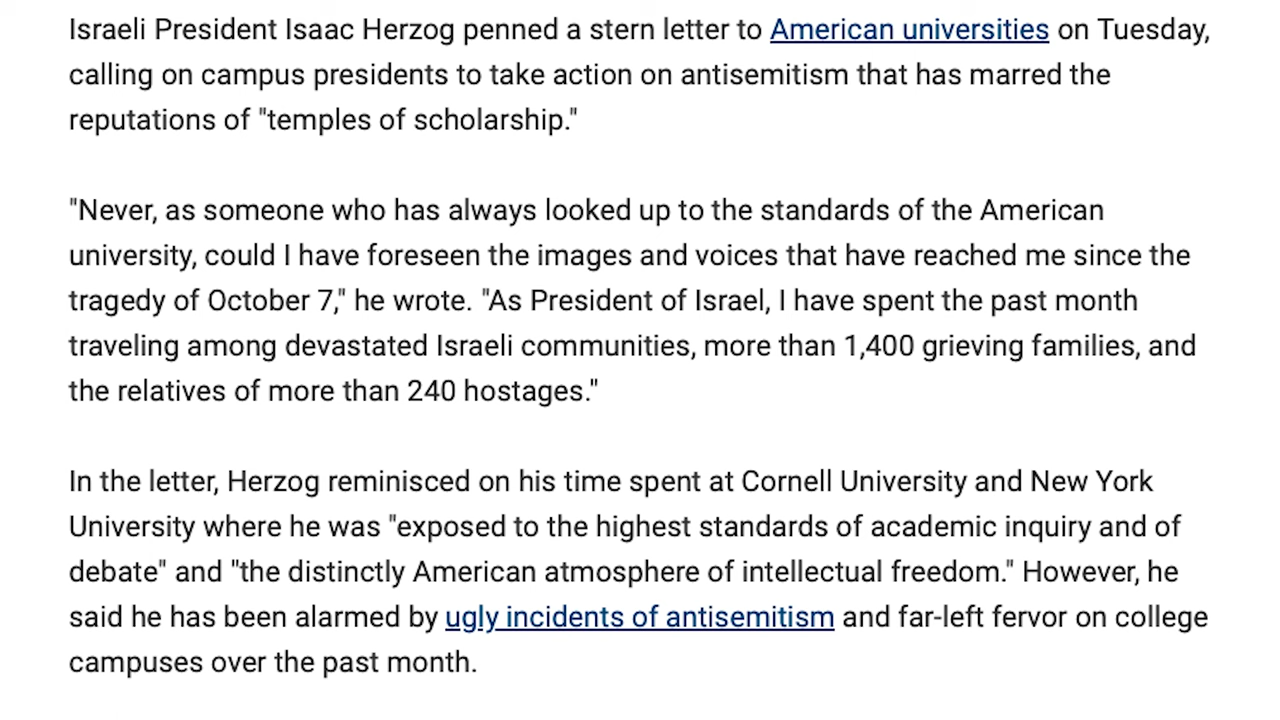 Israeli President Isaac Herzog penned a stern letter to American universities on Tuesday,
calling on campus presidents to take action on antisemitism that has marred the
reputations of "temples of scholarship."
"Never, as someone who has always looked up to the standards of the American
university, could I have foreseen the images and voices that have reached me since the
tragedy of October 7," he wrote. "As President of Israel, I have spent the past month
traveling among devastated Israeli communities, more than 1,400 grieving families, and
the relatives of more than 240 hostages."
In the letter, Herzog reminisced on his time spent at Cornell University and New York
University where he was "exposed to the highest standards of academic inquiry and of
debate" and "the distinctly American atmosphere of intellectual freedom." However, he
said he has been alarmed by ugly incidents of antisemitism and far-left fervor on college
campuses over the past month.